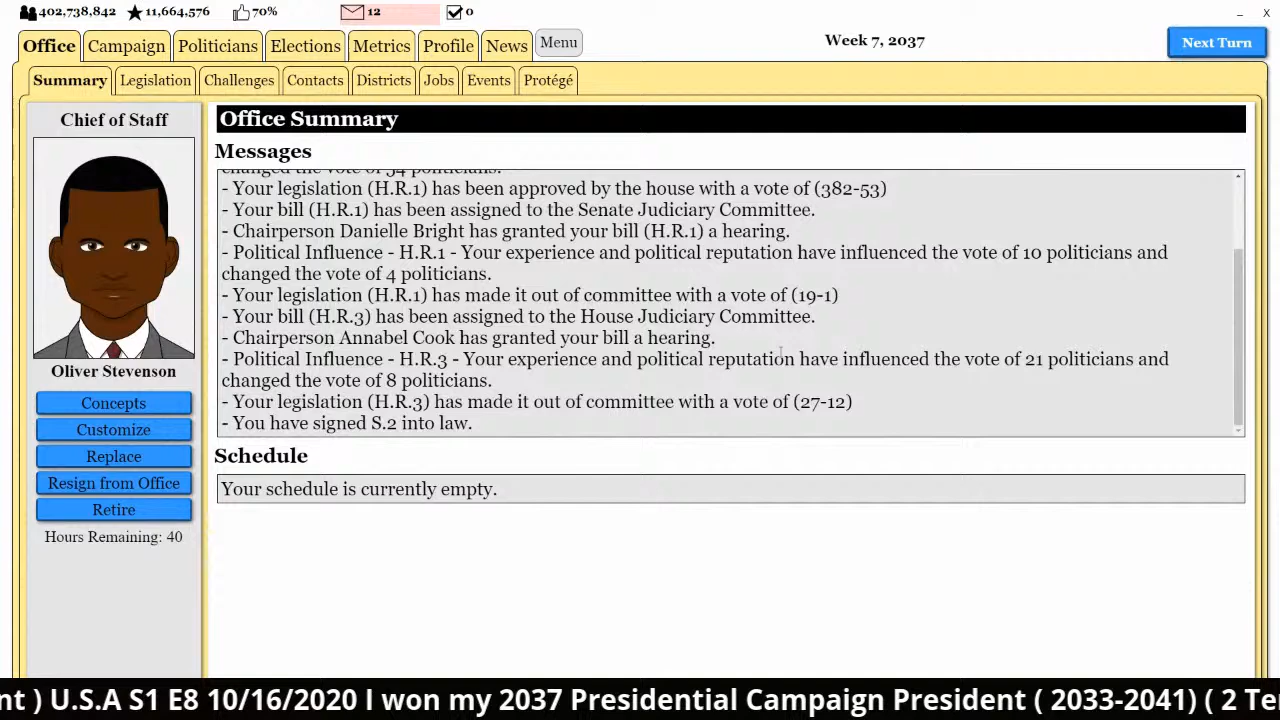 402,738,842 11,664,576 70% 12 0
_ X
Office Campaign Politicians Elections Metrics Profile News Menu
Week 7, 2037
Next Turn
Summary Legislation Challenges Contacts Districts Jobs Events Protégé
Chief of Staff
Oliver Stevenson
Concepts
Customize
Replace
Resign from Office
Retire
Hours Remaining: 40
Office Summary
Messages
changed the vote of 34 politicians.
- Your legislation (H.R.1) has been approved by the house with a vote of (382-53)
- Your bill (H.R.1) has been assigned to the Senate Judiciary Committee.
- Chairperson Danielle Bright has granted your bill (H.R.1) a hearing.
- Political Influence - H.R.1 - Your experience and political reputation have influenced the vote of 10 politicians and
changed the vote of 4 politicians.
- Your legislation (H.R.1) has made it out of committee with a vote of (19-1)
- Your bill (H.R.3) has been assigned to the House Judiciary Committee.
- Chairperson Annabel Cook has granted your bill a hearing.
- Political Influence - H.R.3 - Your experience and political reputation have influenced the vote of 21 politicians and
changed the vote of 8 politicians.
- Your legislation (H.R.3) has made it out of committee with a vote of (27-12)
- You have signed S.2 into law.
Schedule
Your schedule is currently empty.
nt ) U.S.A S1 E8 10/16/2020 I won my 2037 Presidential Campaign President ( 2033-2041) ( 2 Te